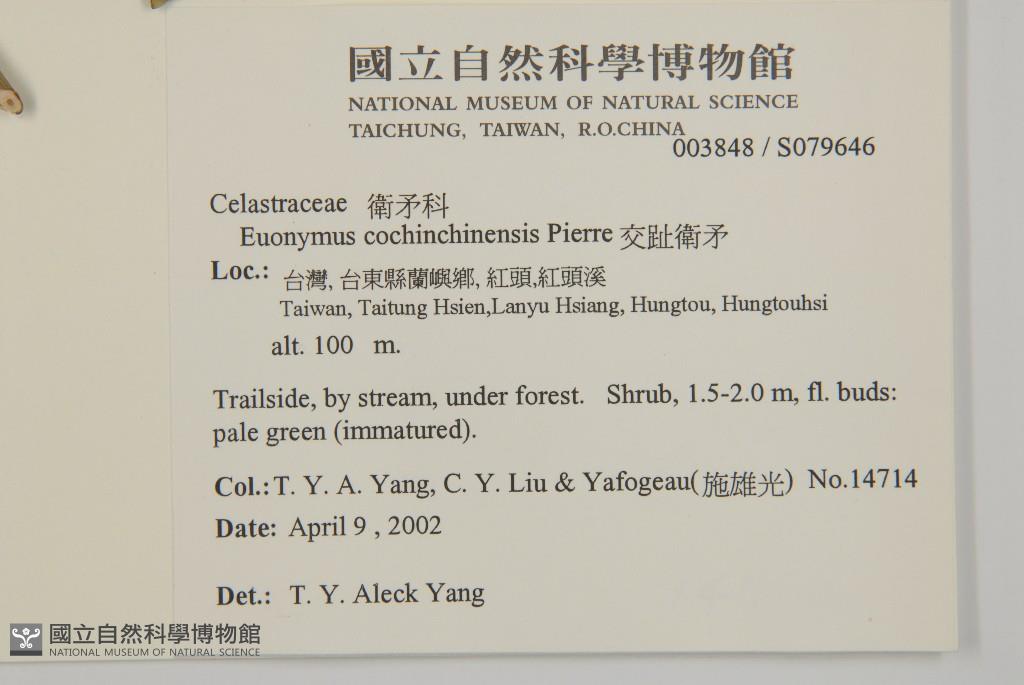 國立自然科學博物館
NATIONAL MUSEUM OF NATURAL SCIENCE
TAICHUNG, TAIWAN, R.O.CHINA
003848 / S079646
Celastraceae 衛矛科
Euonymus cochinchinensis Pierre 交趾衛矛
Loc.: 台灣, 台東縣蘭嶼鄉, 紅頭,紅頭溪
Taiwan, Taitung Hsien,Lanyu Hsiang, Hungtou, Hungtouhsi
alt. 100 m.
Trailside, by stream, under forest. Shrub, 1.5-2.0 m, fl. buds:
pale green (immatured).
Col.: T. Y. A. Yang, C. Y. Liu & Yafogeau(施雄光) No.14714
Date: April 9 , 2002
Det.: T. Y. Aleck Yang
國立自然科學博物館
NATIONAL MUSEUM OF NATURAL SCIENCE